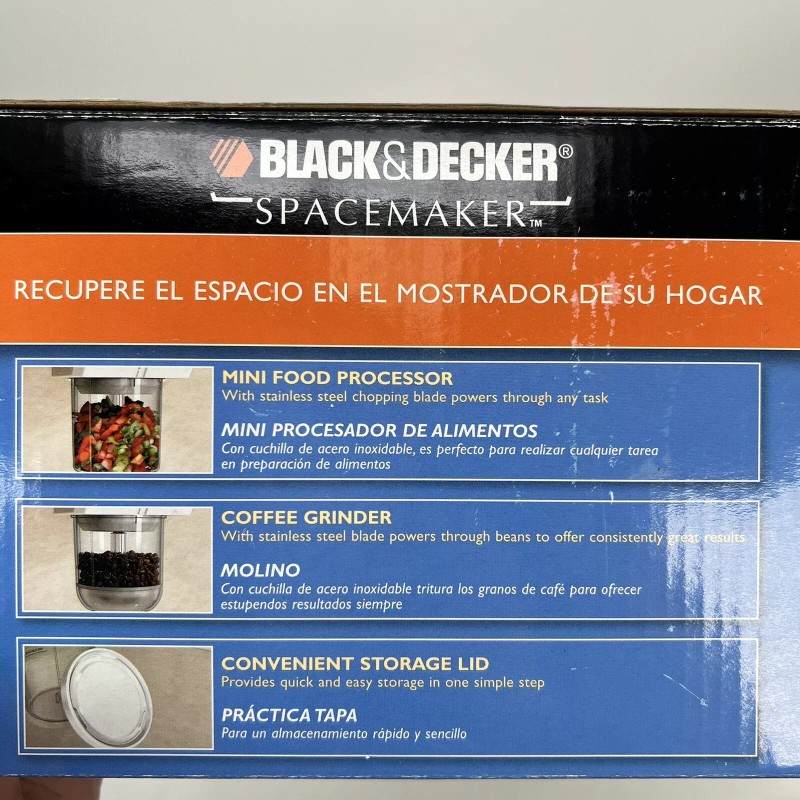 BLACK&DECKER®
SPACEMAKER™
RECUPERE EL ESPACIO EN EL MOSTRADOR DE SU HOGAR
MINI FOOD PROCESSOR
With stainless steel chopping blade powers through any task
MINI PROCESADOR DE ALIMENTOS
Con cuchilla de acero inoxidable, es perfecto para realizar cualquier tarea
en preparación de alimentos
COFFEE GRINDER
With stainless steel blade powers through beans to offer consistently great results
MOLINO
Con cuchilla de acero inoxidable tritura los granos de café para ofrecer
estupendos resultados siempre
CONVENIENT STORAGE LID
Provides quick and easy storage in one simple step
PRÁCTICA TAPA
Para un almacenamiento rápido y sencillo